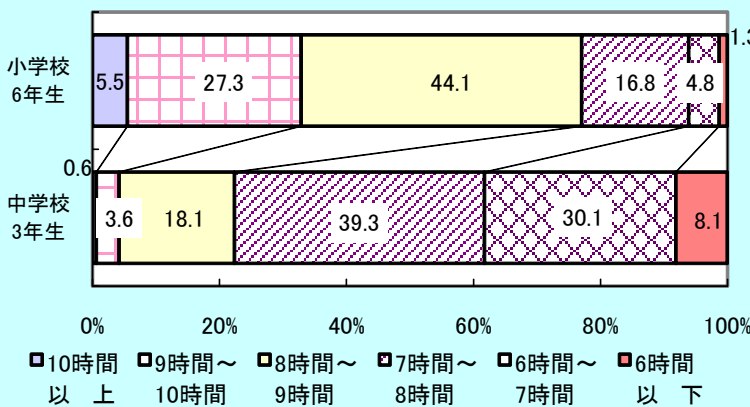 1.3
小学校
6年生
5.5 27.3 44.1 16.8 4.8
0.6
中学校
3年生
3.6 18.1 39.3 30.1 8.1
0% 20% 40% 60% 80% 100%
10時間 9時間～ 8時間～ 7時間～ 6時間～ 6時間
以 上 10時間 9時間 8時間 7時間 以 下